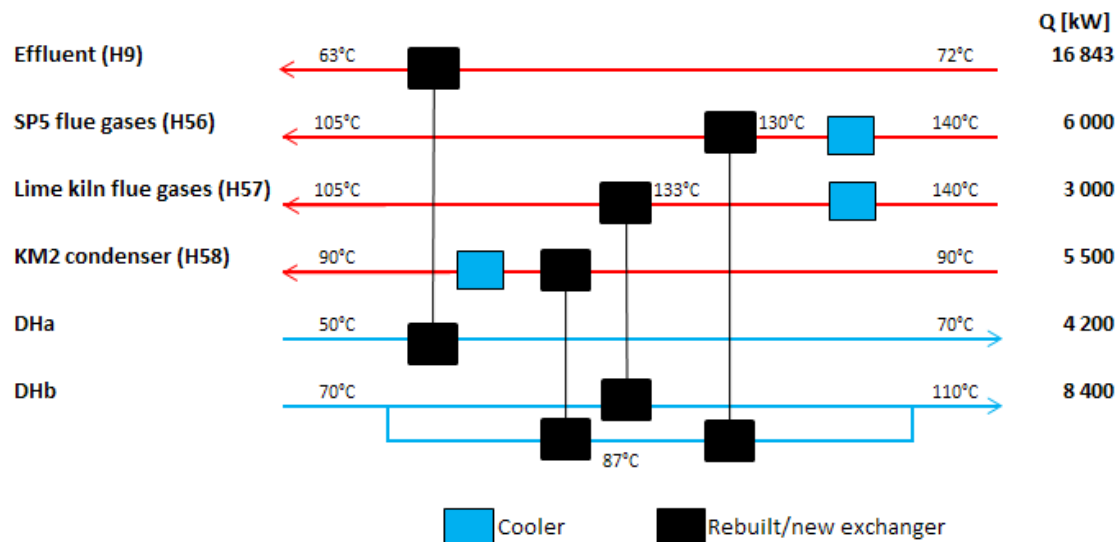 Q [kW]
Effluent (H9) 63°C 72°C 16 843
SP5 flue gases (H56) 105°C 130°C 140°C 6 000
Lime kiln flue gases (H57) 105°C 133°C 140°C 3 000
KM2 condenser (H58) 90°C 90°C 5 500
DHa 50°C 70°C 4 200
DHb 70°C 110°C 8 400
87°C
Cooler Rebuilt/new exchanger